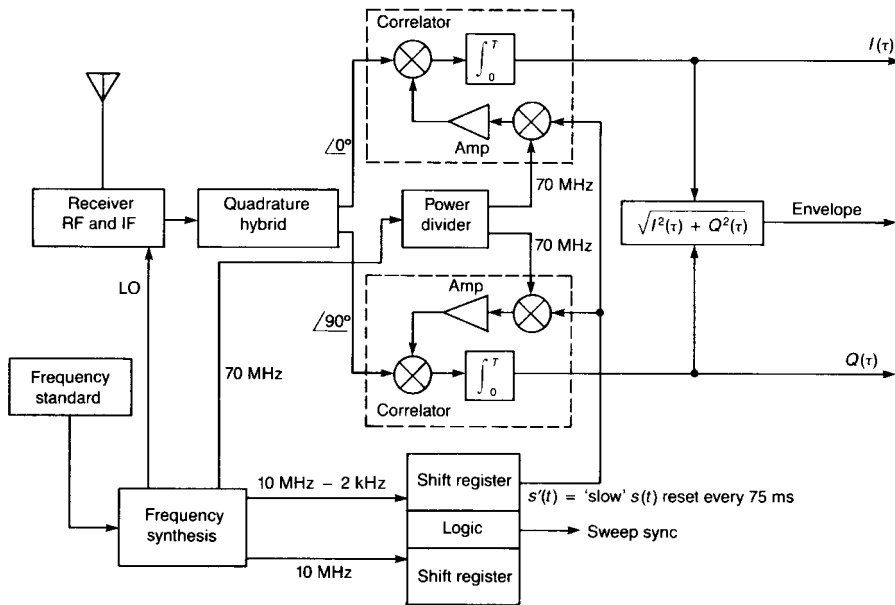 Correlator
I(τ)
∫₀ᵀ
Amp
∠0°
70 MHz
Receiver
RF and IF
Quadrature
hybrid
Power
divider
√I²(τ) + Q²(τ)
Envelope
70 MHz
LO
Amp
∠90°
Frequency
standard
70 MHz
∫₀ᵀ
Q(τ)
Correlator
10 MHz – 2 kHz
Shift register
s′(t) = ‘slow’ s(t) reset every 75 ms
Frequency
synthesis
Logic
Sweep sync
10 MHz
Shift register